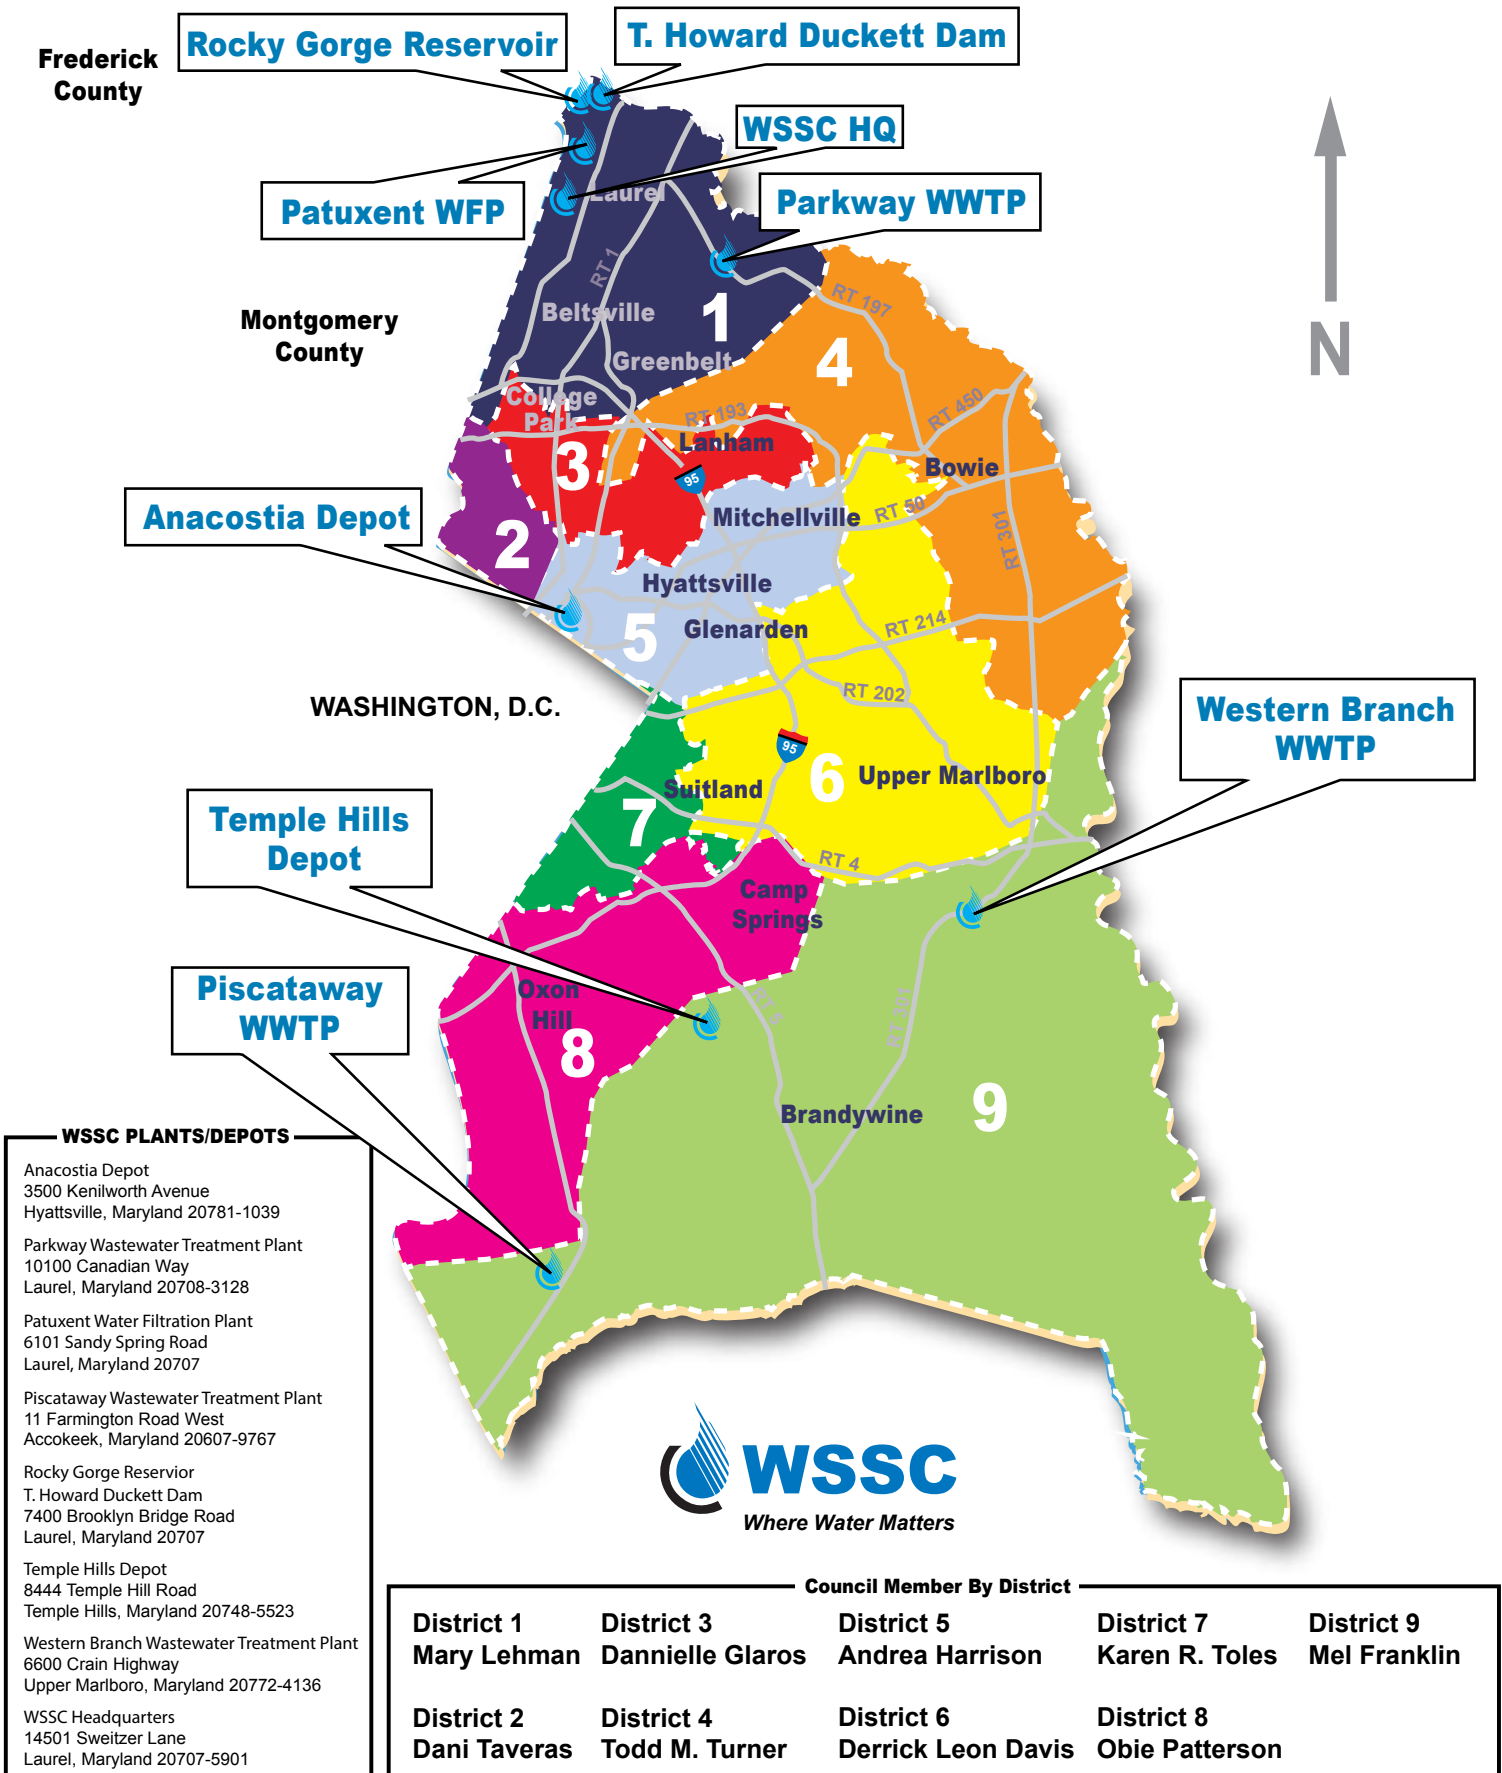 Frederick
County
Rocky Gorge Reservoir
T. Howard Duckett Dam
WSSC HQ
Patuxent WFP
Parkway WWTP
N
Montgomery
County
Laurel
RT 1
Beltsville
1
Greenbelt
RT 197
4
College
Park
RT 193
RT 450
3
Lanham
95
Bowie
Anacostia Depot
2
Mitchellville
RT 50
RT 301
Hyattsville
5
Glenarden
RT 214
WASHINGTON, D.C.
RT 202
Western Branch
WWTP
95
6
Upper Marlboro
Suitland
7
Temple Hills
Depot
RT 4
Camp
Springs
Piscataway
WWTP
Oxon
Hill
8
RT 5
RT 301
9
Brandywine
WSSC PLANTS/DEPOTS
Anacostia Depot
3500 Kenilworth Avenue
Hyattsville, Maryland 20781-1039
Parkway Wastewater Treatment Plant
10100 Canadian Way
Laurel, Maryland 20708-3128
Patuxent Water Filtration Plant
6101 Sandy Spring Road
Laurel, Maryland 20707
Piscataway Wastewater Treatment Plant
11 Farmington Road West
Accokeek, Maryland 20607-9767
Rocky Gorge Reservior
T. Howard Duckett Dam
7400 Brooklyn Bridge Road
Laurel, Maryland 20707
Temple Hills Depot
8444 Temple Hill Road
Temple Hills, Maryland 20748-5523
Western Branch Wastewater Treatment Plant
6600 Crain Highway
Upper Marlboro, Maryland 20772-4136
WSSC Headquarters
14501 Sweitzer Lane
Laurel, Maryland 20707-5901
WSSC
Where Water Matters
Council Member By District
District 1
Mary Lehman
District 3
Dannielle Glaros
District 5
Andrea Harrison
District 7
Karen R. Toles
District 9
Mel Franklin
District 2
Dani Taveras
District 4
Todd M. Turner
District 6
Derrick Leon Davis
District 8
Obie Patterson